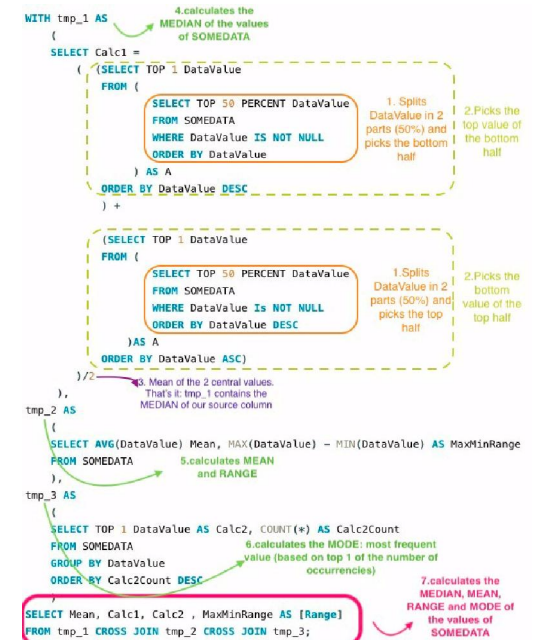 WITH tmp_1 AS
4.calculates the
MEDIAN of the values
of SOMEDATA
(
SELECT Calc1 =
( (SELECT TOP 1 DataValue
FROM (
SELECT TOP 50 PERCENT DataValue
FROM SOMEDATA
WHERE DataValue IS NOT NULL
ORDER BY DataValue
1. Splits
DataValue in 2
parts (50%) and
picks the bottom
half
2.Picks the
top value of
the bottom
half
) AS A
ORDER BY DataValue DESC
) +
(SELECT TOP 1 DataValue
FROM (
SELECT TOP 50 PERCENT DataValue
FROM SOMEDATA
WHERE DataValue Is NOT NULL
ORDER BY DataValue DESC
1.Splits
DataValue in 2
parts (50%) and
picks the top
half
2.Picks the
bottom
value of the
top half
)AS A
ORDER BY DataValue ASC)
)/2
3. Mean of the 2 central values.
That's it: tmp_1 contains the
MEDIAN of our source column
),
tmp_2 AS
(
SELECT AVG(DataValue) Mean, MAX(DataValue) - MIN(DataValue) AS MaxMinRange
FROM SOMEDATA
5.calculates MEAN
and RANGE
),
tmp_3 AS
(
SELECT TOP 1 DataValue AS Calc2, COUNT(*) AS Calc2Count
FROM SOMEDATA
GROUP BY DataValue
ORDER BY Calc2Count DESC
6.calculates the MODE: most frequent
value (based on top 1 of the number of
occurrencies)
)
SELECT Mean, Calc1, Calc2 , MaxMinRange AS [Range]
FROM tmp_1 CROSS JOIN tmp_2 CROSS JOIN tmp_3;
7.calculates the
MEDIAN, MEAN,
RANGE and MODE of
the values of
SOMEDATA